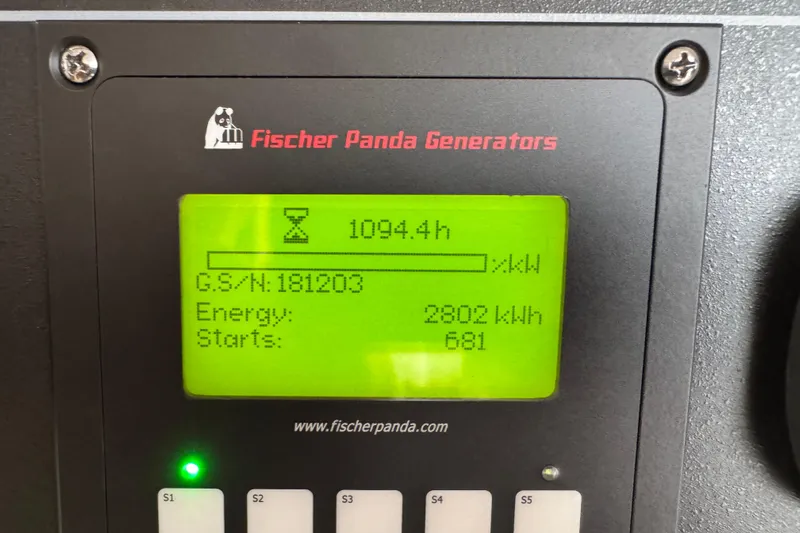 Fischer Panda Generators
1094.4h
%kW
G.S/N: 181203
Energy: 2802 kWh
Starts: 681
www.fischerpanda.com
S1 S2 S3 S4 S5